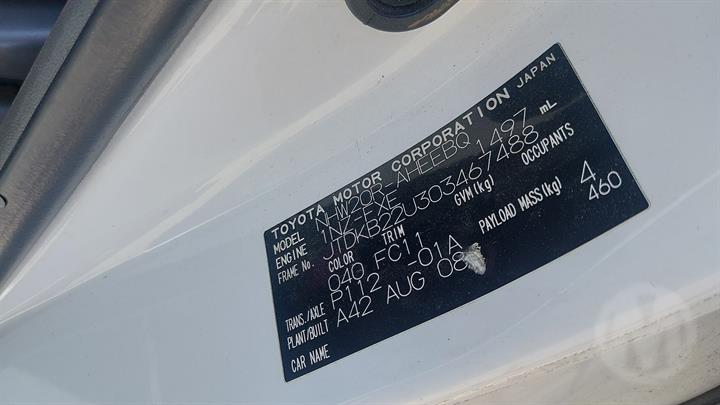 TOYOTA MOTOR CORPORATION JAPAN
MODEL NHW20R-AHEEBQ
ENGINE 1NZ-FXE 1497 mL
FRAME No. JTDKB22U303467488
COLOR TRIM GVM(kg) OCCUPANTS
040 FC11 4
TRANS./AXLE P112 -01A PAYLOAD MASS(kg) 460
PLANT/BUILT A42 AUG 08
CAR NAME
M